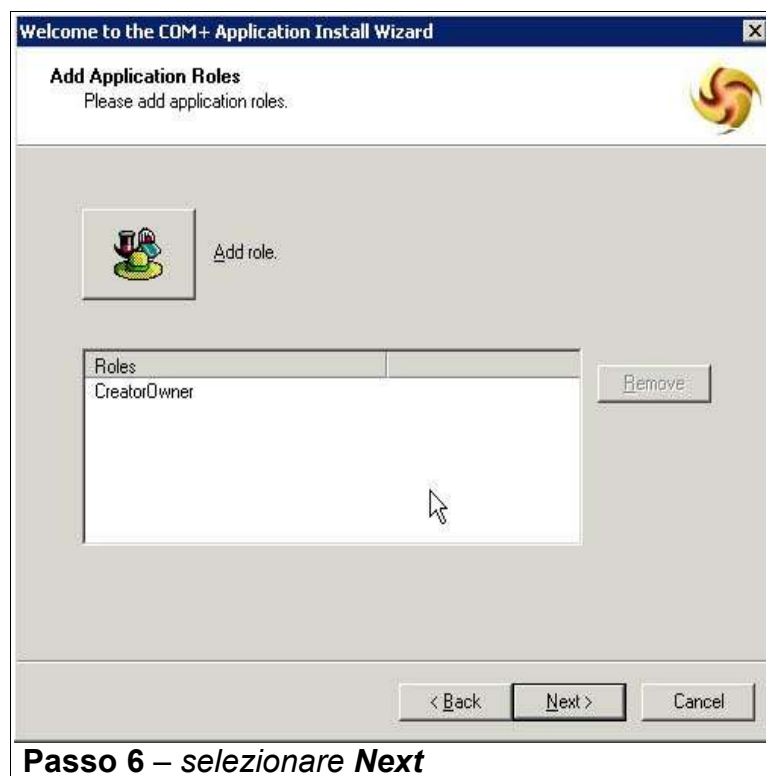 Welcome to the COM+ Application Install Wizard
Add Application Roles
Please add application roles.
Add role.
Roles
CreatorOwner
Remove
< Back
Next >
Cancel
Passo 6 – selezionare Next